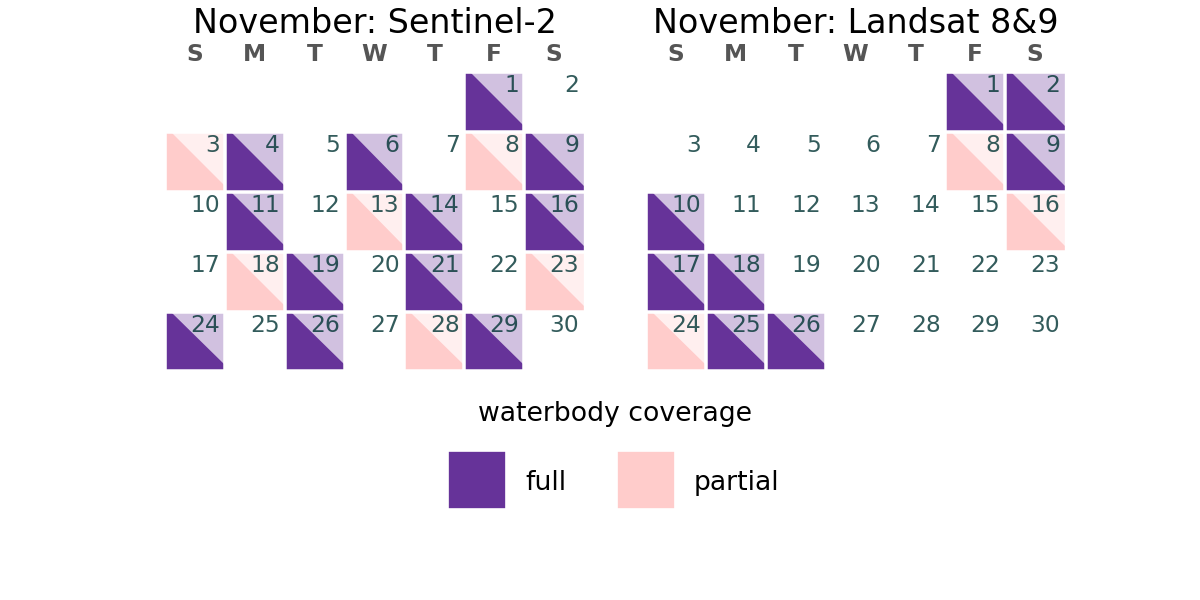 November: Sentinel-2
S M T W T F S
1 2
3 4 5 6 7 8 9
10 11 12 13 14 15 16
17 18 19 20 21 22 23
24 25 26 27 28 29 30
November: Landsat 8&9
S M T W T F S
1 2
3 4 5 6 7 8 9
10 11 12 13 14 15 16
17 18 19 20 21 22 23
24 25 26 27 28 29 30
waterbody coverage
full
partial